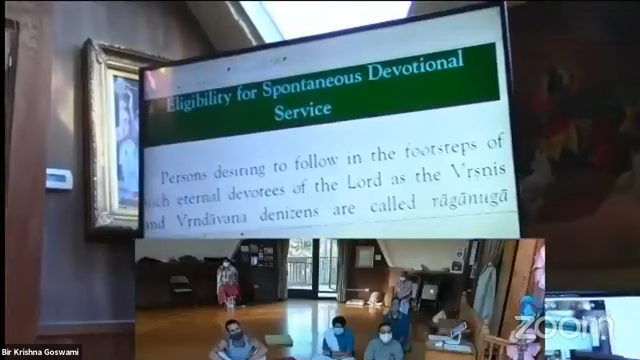 Eligibility for Spontaneous Devotional
Service
Persons desiring to follow in the footsteps of
such eternal devotees of the Lord as the Vṛṣnis
and Vṛndāvana denizens are called rāgānugā
Bir Krishna Goswami
zoom